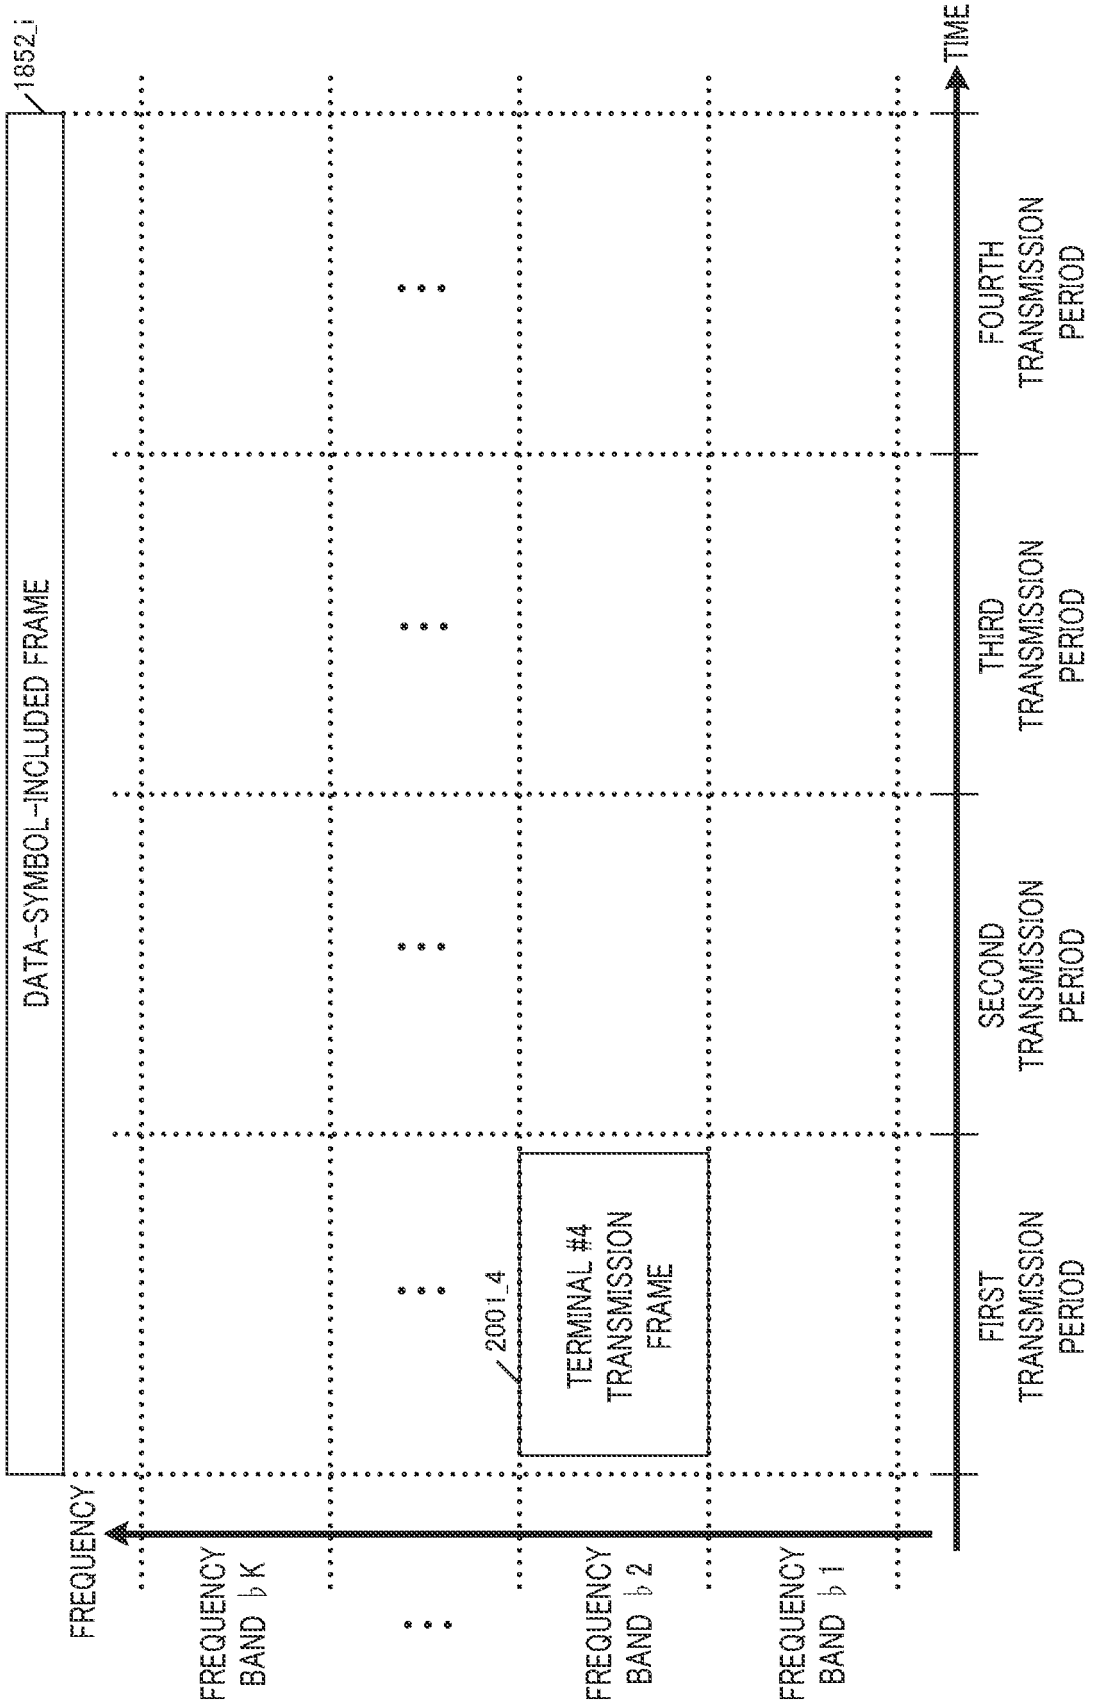 1852_i
DATA-SYMBOL-INCLUDED FRAME
FREQUENCY
FREQUENCY
BAND ♭K
FREQUENCY
BAND ♭2
FREQUENCY
BAND ♭1
2001_4
TERMINAL #4
TRANSMISSION
FRAME
TIME
FIRST
TRANSMISSION
PERIOD
SECOND
TRANSMISSION
PERIOD
THIRD
TRANSMISSION
PERIOD
FOURTH
TRANSMISSION
PERIOD